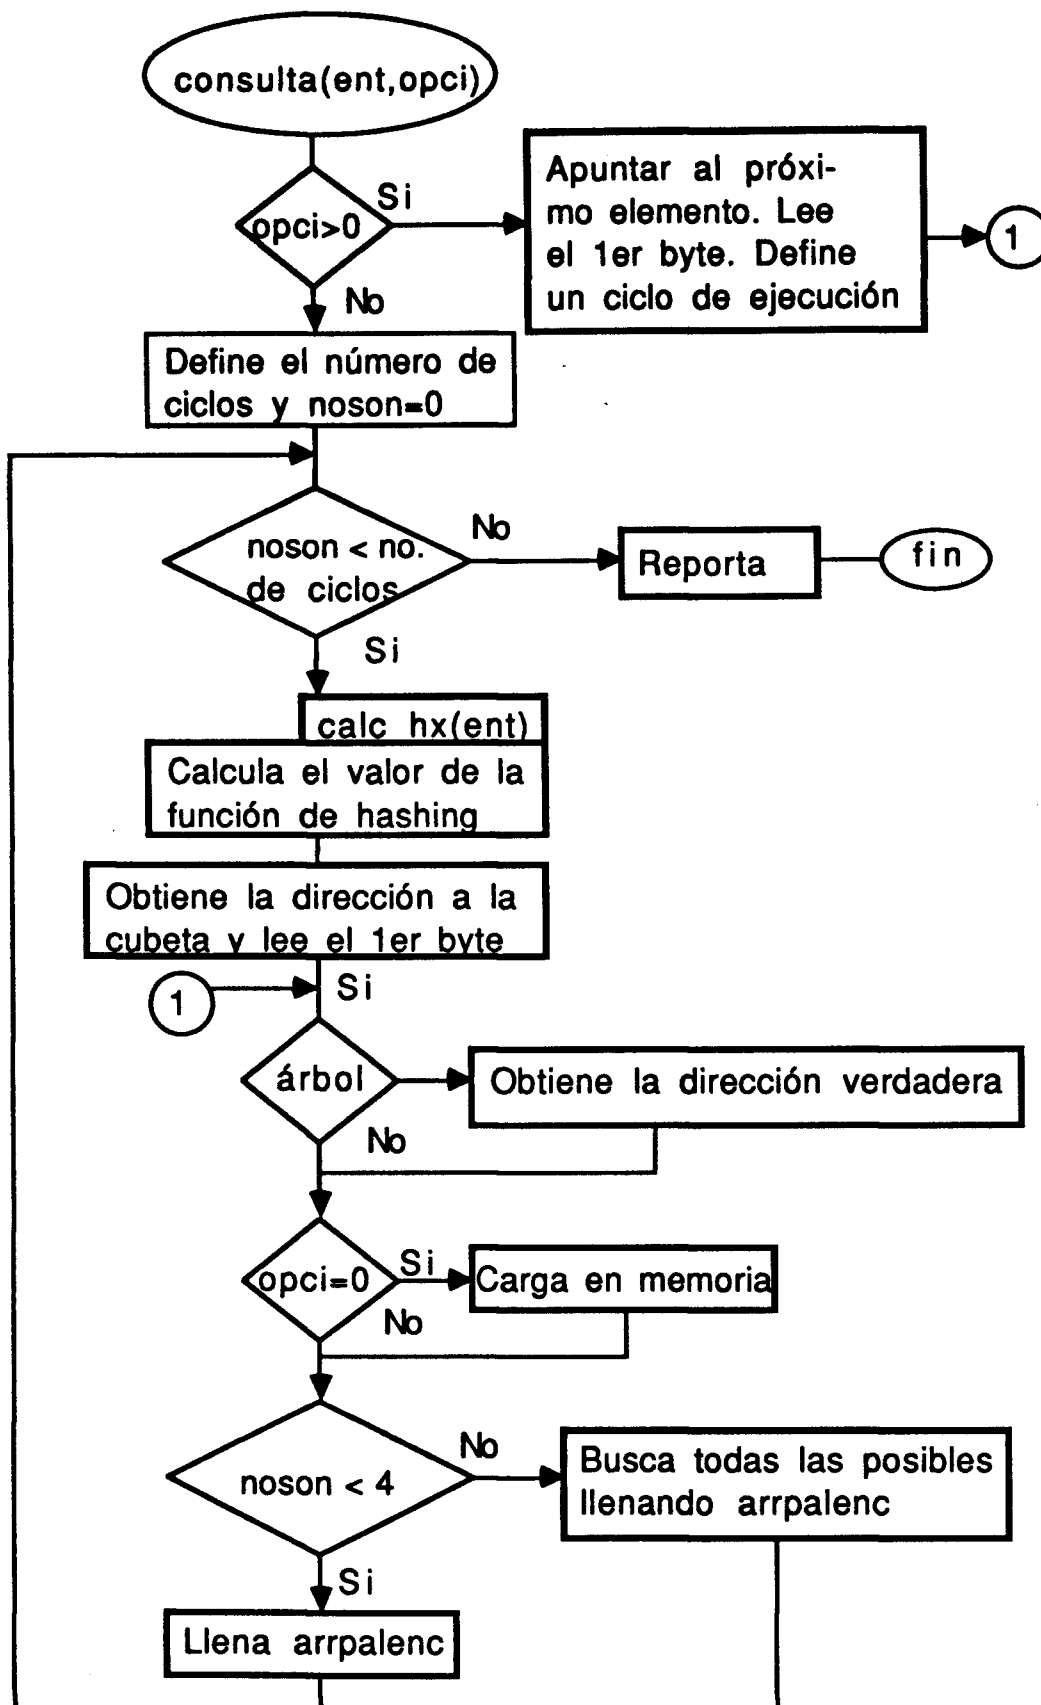 consulta(ent,opci)
opci>0
Si
Apuntar al próxi-
mo elemento. Lee
el 1er byte. Define
un ciclo de ejecución
1
No
Define el número de
ciclos y noson=0
noson < no.
de ciclos
No
Reporta
fin
Si
calc hx(ent)
Calcula el valor de la
función de hashing
Obtiene la dirección a la
cubeta y lee el 1er byte
1
Si
árbol
Obtiene la dirección verdadera
No
opci=0
Si
Carga en memoria
No
noson < 4
No
Busca todas las posibles
llenando arrpalenc
Si
Llena arrpalenc